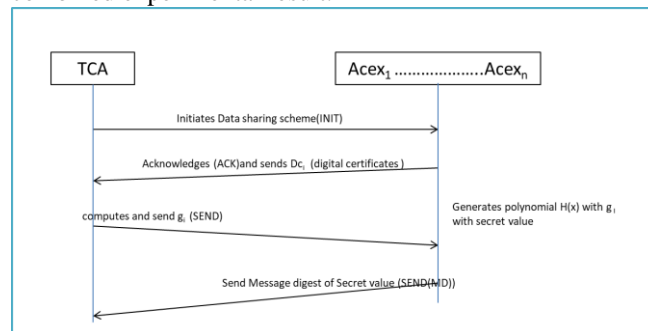 TCA
Acex1 ....................Acexn
Initiates Data sharing scheme(INIT)
Acknowledges (ACK)and sends Dci (digital certificates )
computes and send gi (SEND)
Generates polynomial H(x) with g i
with secret value
Send Message digest of Secret value (SEND(MD))